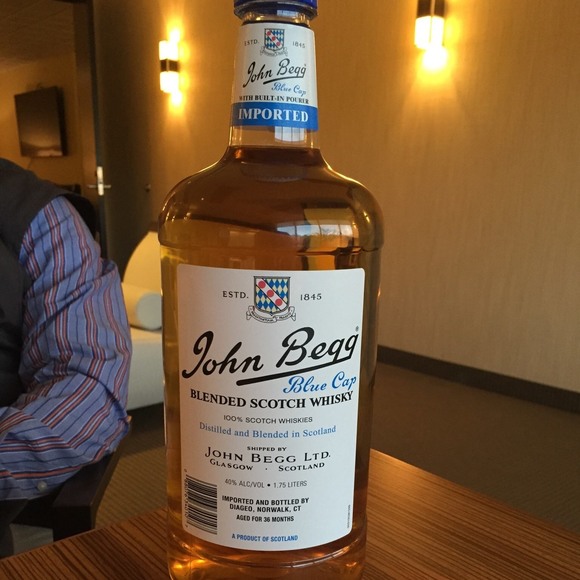 ESTD. 1845
John Begg
Blue Cap
WITH BUILT-IN POURER
IMPORTED
ESTD. 1845
John Begg®
Blue Cap
BLENDED SCOTCH WHISKY
100% SCOTCH WHISKIES
Distilled and Blended in Scotland
SHIPPED BY
JOHN BEGG LTD.
GLASGOW · SCOTLAND
40% ALC/VOL • 1.75 LITERS
IMPORTED AND BOTTLED BY
DIAGEO, NORWALK, CT
AGED FOR 36 MONTHS
A PRODUCT OF SCOTLAND